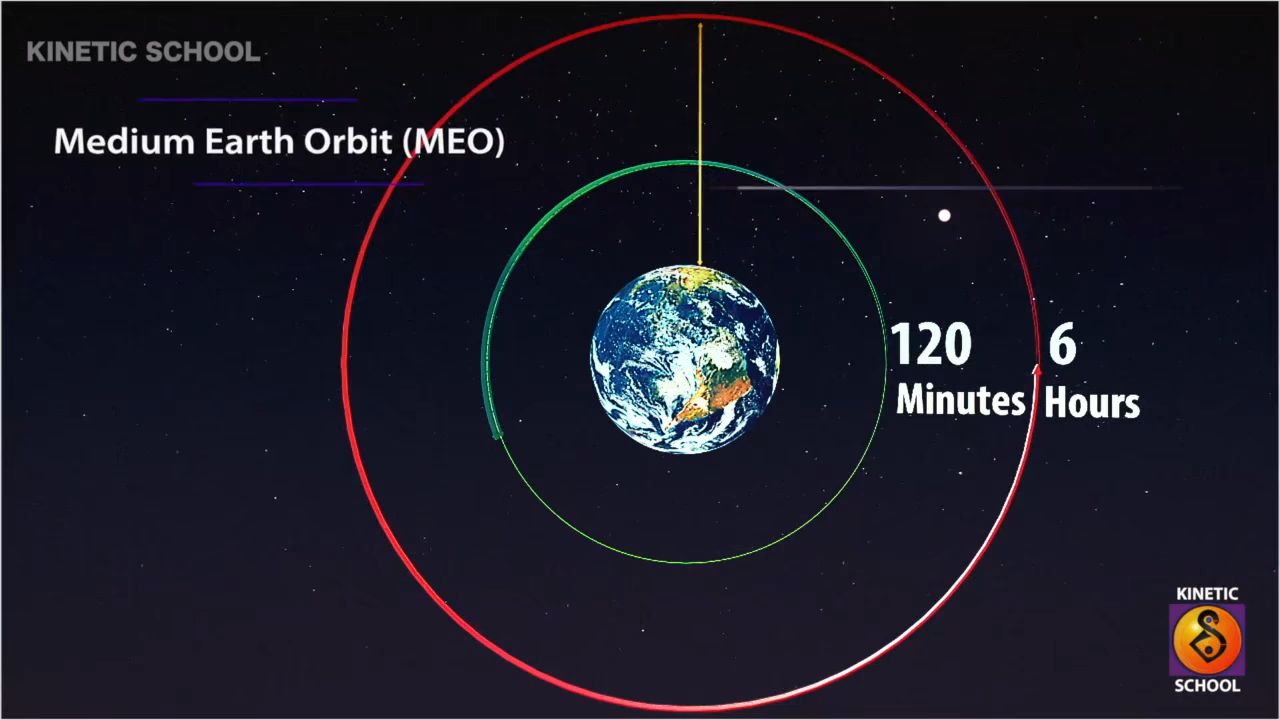 KINETIC SCHOOL
Medium Earth Orbit (MEO)
120
Minutes
6
Hours
KINETIC
SCHOOL